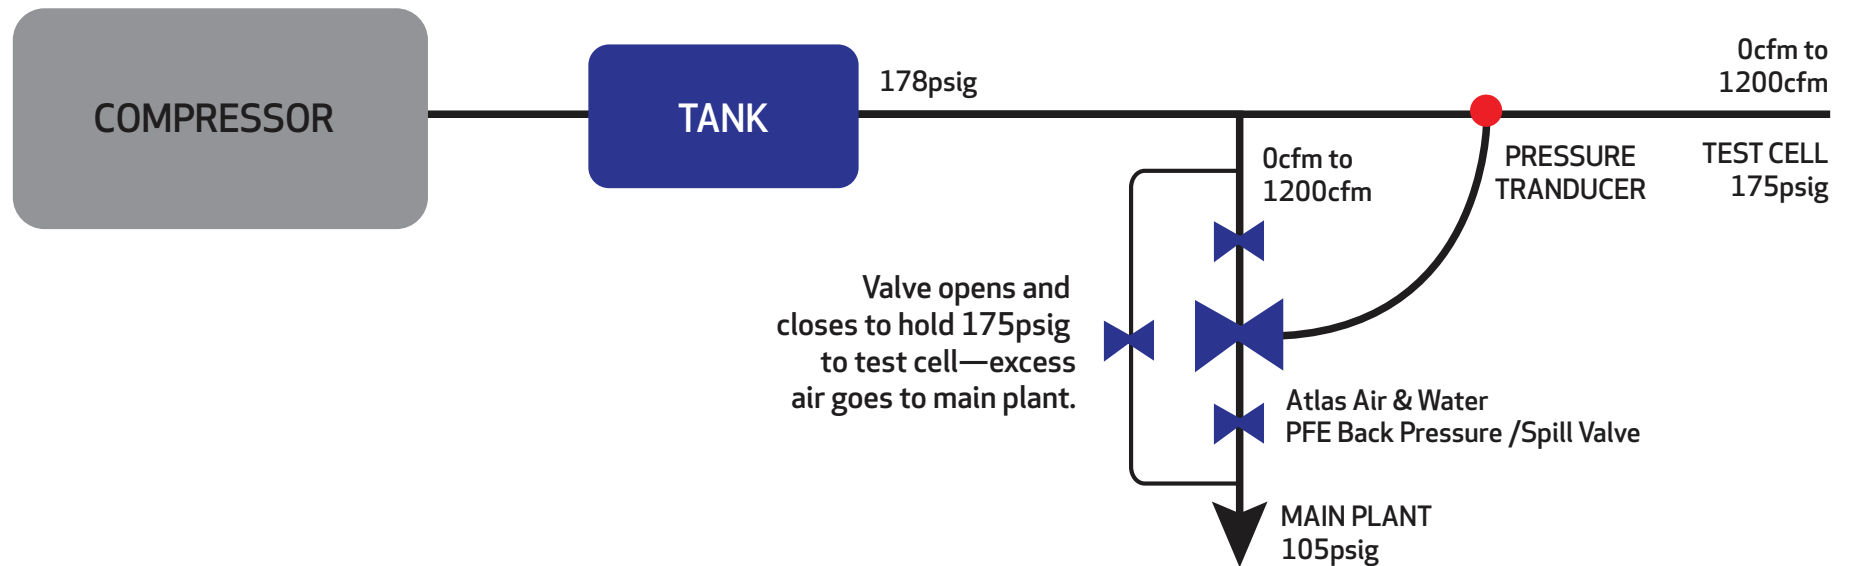 COMPRESSOR
TANK
178psig
0cfm to
1200cfm
TEST CELL
175psig
PRESSURE
TRANDUCER
0cfm to
1200cfm
Valve opens and
closes to hold 175psig
to test cell—excess
air goes to main plant.
Atlas Air & Water
PFE Back Pressure /Spill Valve
MAIN PLANT
105psig